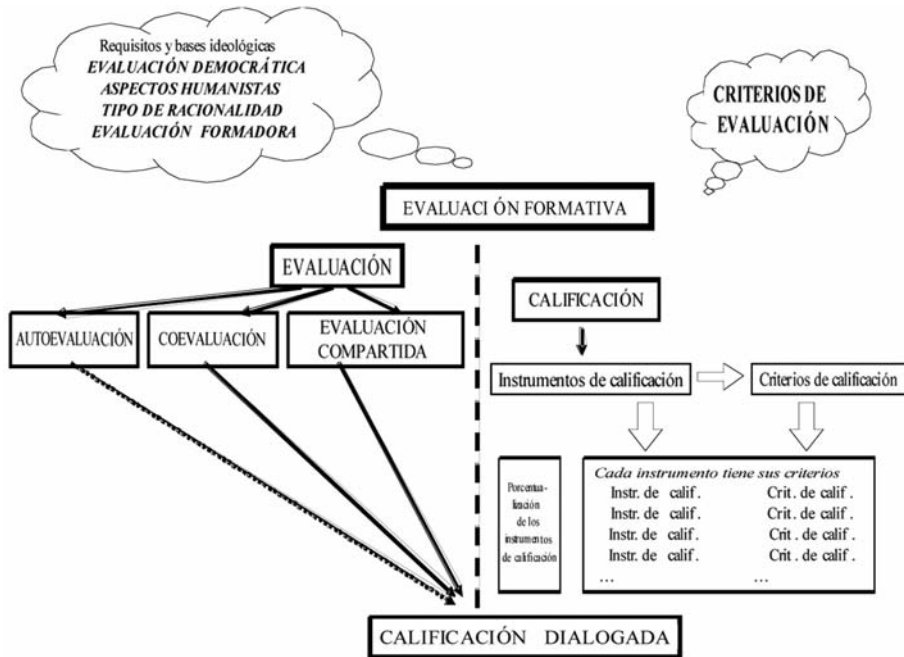 Requisitos y bases ideológicas
EVALUACIÓN DEMOCRÁTICA
ASPECTOS HUMANISTAS
TIPO DE RACIONALIDAD
EVALUACIÓN FORMADORA
CRITERIOS DE
EVALUACIÓN
EVALUACIÓN FORMATIVA
EVALUACIÓN
AUTOEVALUACIÓN
COEVALUACIÓN
EVALUACIÓN
COMPARTIDA
CALIFICACIÓN
Instrumentos de calificación
Criterios de calificación
Porcentua-
lización
de los
instrumentos
de calificación
Cada instrumento tiene sus criterios
Instr. de calif. Crit. de calif.
Instr. de calif. Crit. de calif.
Instr. de calif. Crit. de calif.
Instr. de calif. Crit. de calif.
... ...
CALIFICACIÓN DIALOGADA